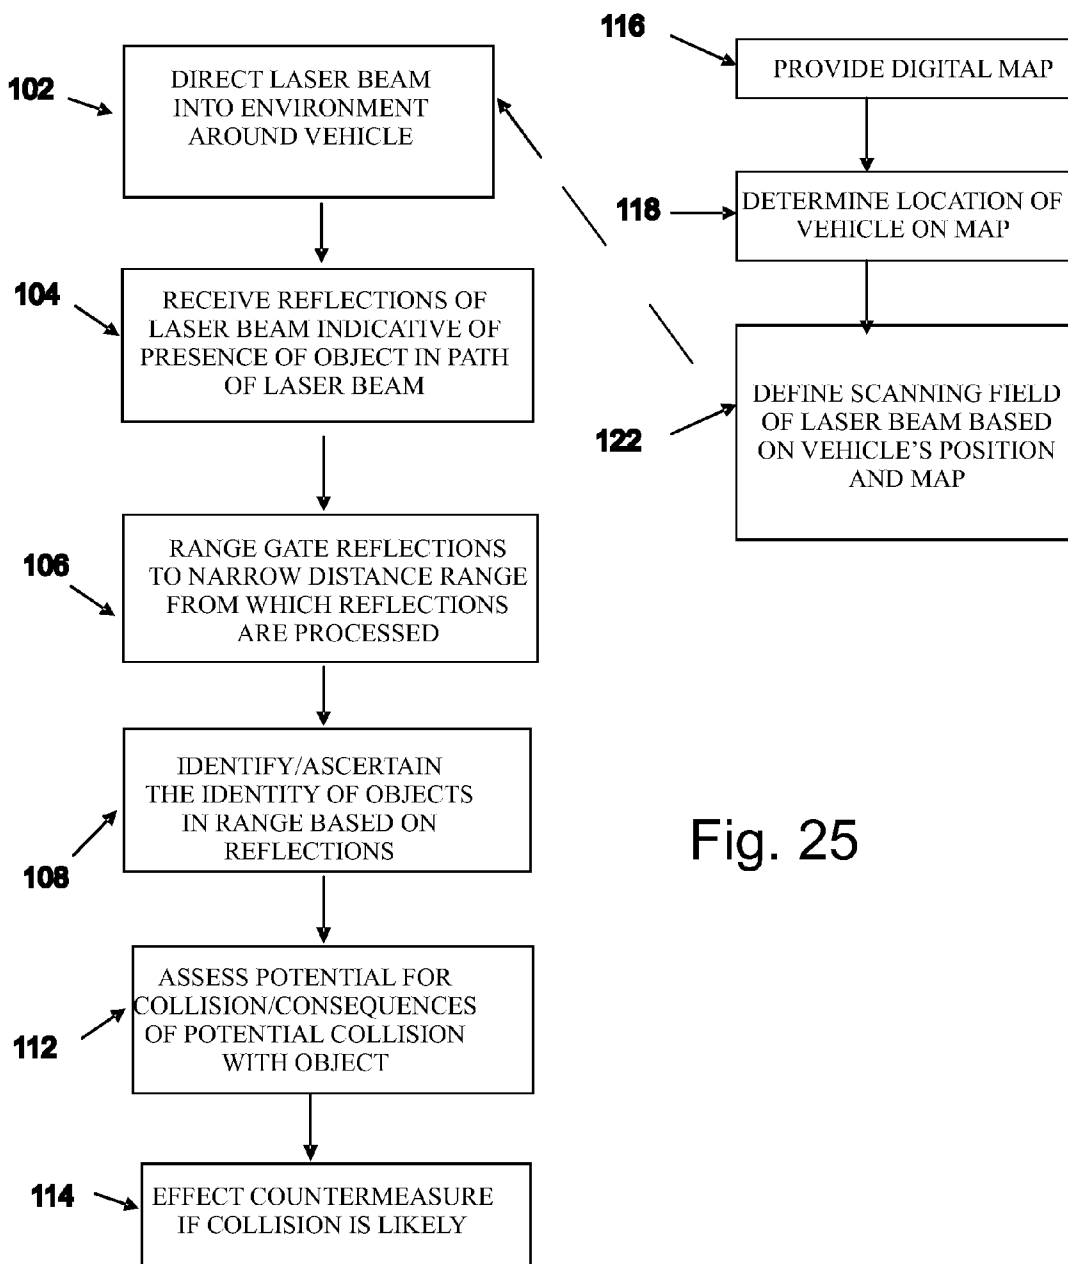 102
DIRECT LASER BEAM
INTO ENVIRONMENT
AROUND VEHICLE
104
RECEIVE REFLECTIONS OF
LASER BEAM INDICATIVE OF
PRESENCE OF OBJECT IN PATH
OF LASER BEAM
106
RANGE GATE REFLECTIONS
TO NARROW DISTANCE RANGE
FROM WHICH REFLECTIONS
ARE PROCESSED
108
IDENTIFY/ASCERTAIN
THE IDENTITY OF OBJECTS
IN RANGE BASED ON
REFLECTIONS
112
ASSESS POTENTIAL FOR
COLLISION/CONSEQUENCES
OF POTENTIAL COLLISION
WITH OBJECT
114
EFFECT COUNTERMEASURE
IF COLLISION IS LIKELY
116
PROVIDE DIGITAL MAP
118
DETERMINE LOCATION OF
VEHICLE ON MAP
122
DEFINE SCANNING FIELD
OF LASER BEAM BASED
ON VEHICLE'S POSITION
AND MAP
Fig. 25